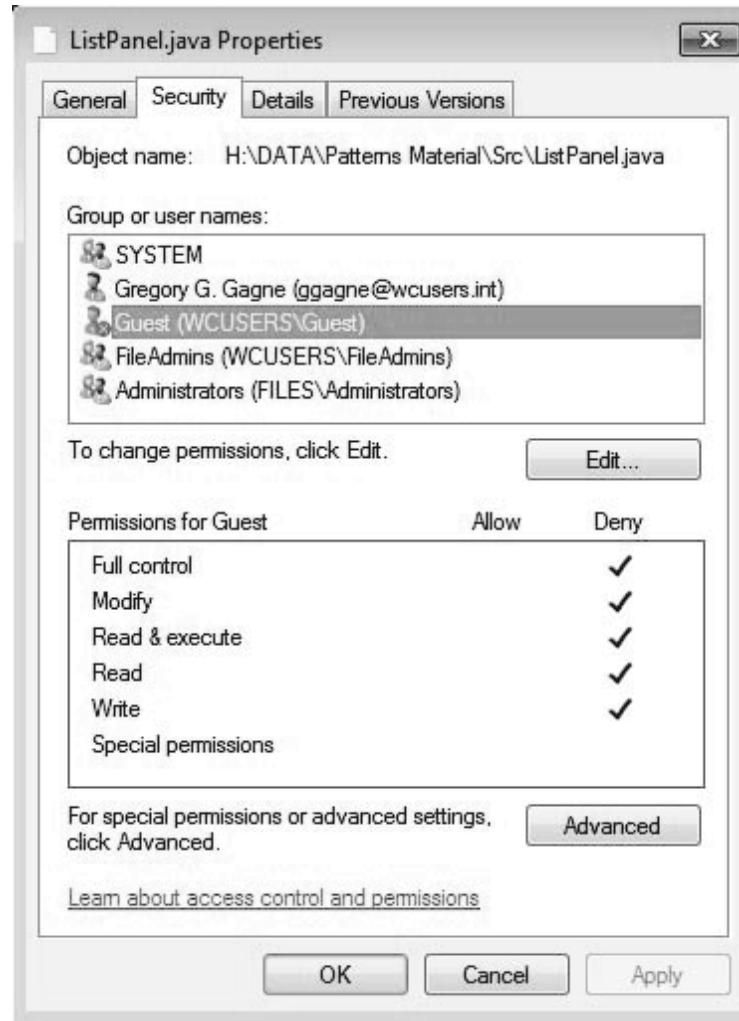 ListPanel.java Properties
General Security Details Previous Versions
Object name: H:\DATA\Patterns Material\Src\ListPanel.java
Group or user names:
SYSTEM
Gregory G. Gagne (ggagne@wcusers.int)
Guest (WCUSERS\Guest)
FileAdmins (WCUSERS\FileAdmins)
Administrators (FILES\Administrators)
To change permissions, click Edit. Edit...
Permissions for Guest Allow Deny
Full control
Modify
Read & execute
Read
Write
Special permissions
For special permissions or advanced settings, Advanced
click Advanced.
Learn about access control and permissions
OK Cancel Apply